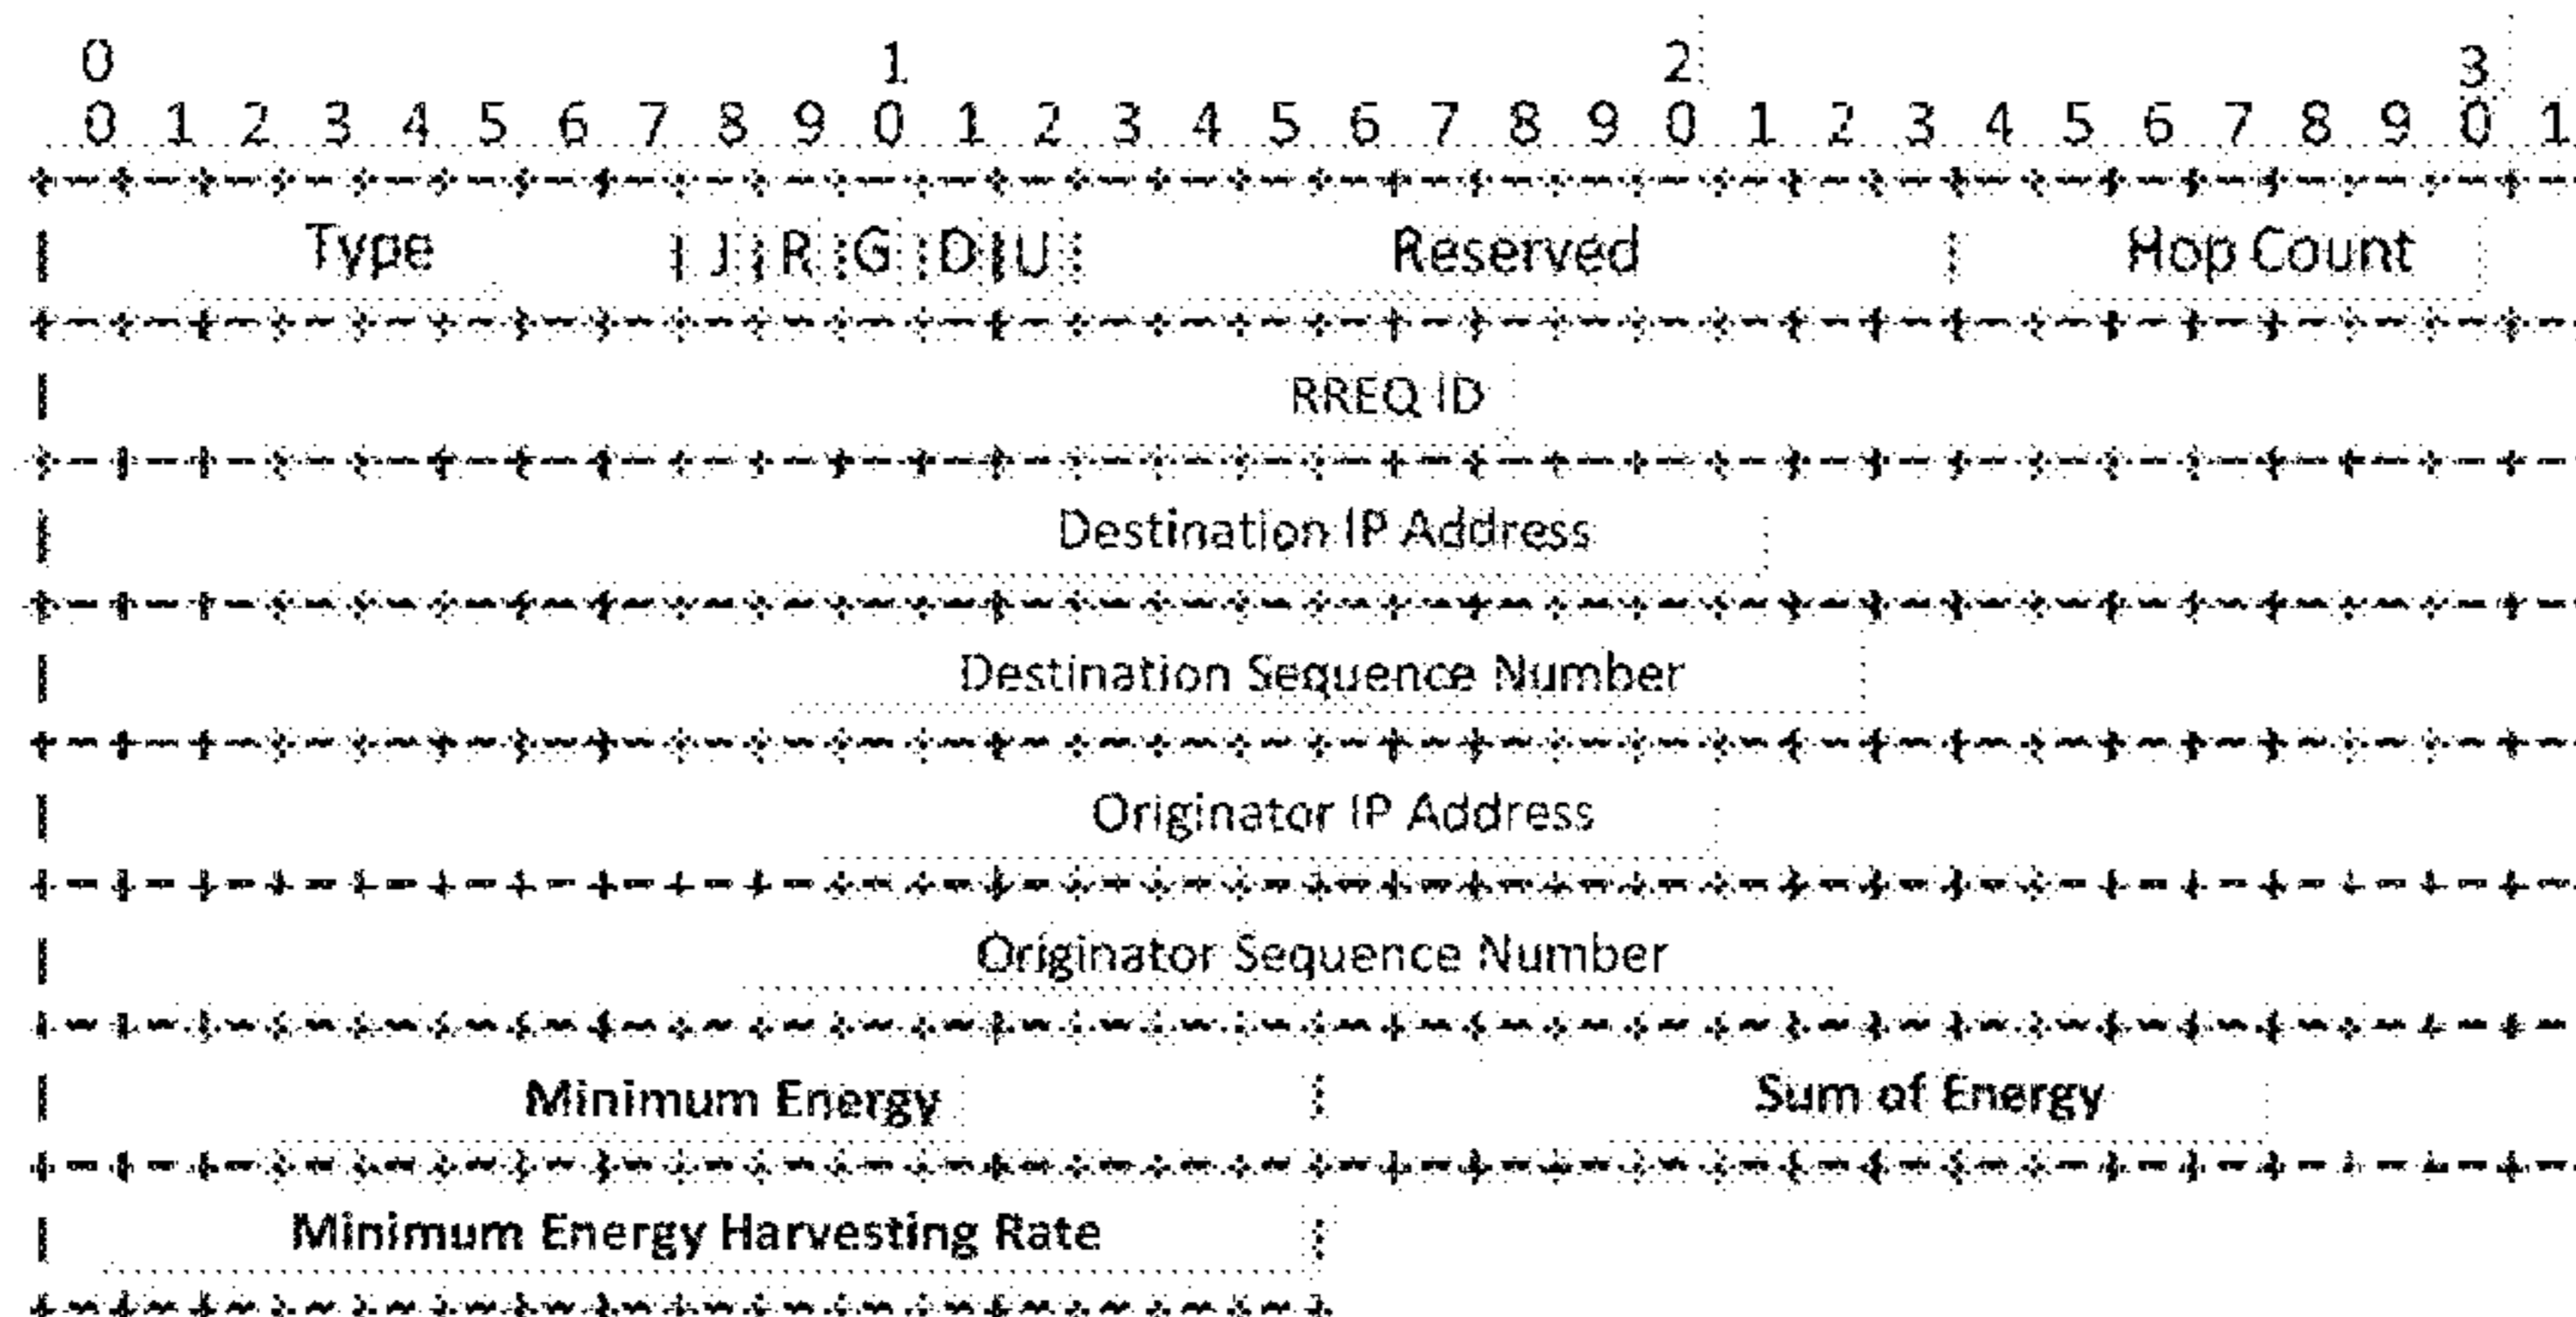 0 1 2 3
0 1 2 3 4 5 6 7 8 9 0 1 2 3 4 5 6 7 8 9 0 1 2 3 4 5 6 7 8 9 0 1
+-+-+-+-+-+-+-+-+-+-+-+-+-+-+-+-+-+-+-+-+-+-+-+-+-+-+-+-+-+-+-+-
| Type | J | R | G | D | U | Reserved | Hop Count
+-+-+-+-+-+-+-+-+-+-+-+-+-+-+-+-+-+-+-+-+-+-+-+-+-+-+-+-+-+-+-+-
| RREQ ID
+-+-+-+-+-+-+-+-+-+-+-+-+-+-+-+-+-+-+-+-+-+-+-+-+-+-+-+-+-+-+-+-
| Destination IP Address
+-+-+-+-+-+-+-+-+-+-+-+-+-+-+-+-+-+-+-+-+-+-+-+-+-+-+-+-+-+-+-+-
| Destination Sequence Number
+-+-+-+-+-+-+-+-+-+-+-+-+-+-+-+-+-+-+-+-+-+-+-+-+-+-+-+-+-+-+-+-
| Originator IP Address
+-+-+-+-+-+-+-+-+-+-+-+-+-+-+-+-+-+-+-+-+-+-+-+-+-+-+-+-+-+-+-+-
| Originator Sequence Number
+-+-+-+-+-+-+-+-+-+-+-+-+-+-+-+-+-+-+-+-+-+-+-+-+-+-+-+-+-+-+-+-
| Minimum Energy | Sum of Energy
+-+-+-+-+-+-+-+-+-+-+-+-+-+-+-+-+-+-+-+-+-+-+-+-+-+-+-+-+-+-+-+-
| Minimum Energy Harvesting Rate |
+-+-+-+-+-+-+-+-+-+-+-+-+-+-+-+-+